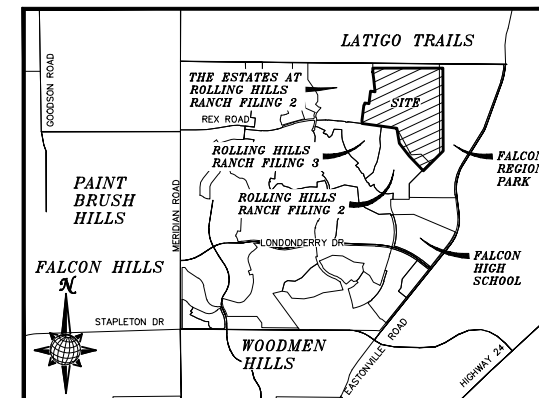 LATIGO TRAILS
GOODSON ROAD
THE ESTATES AT
ROLLING HILLS
RANCH FILING 2
SITE
REX ROAD
ROLLING HILLS
RANCH FILING 3
FALCON
REGION
PARK
PAINT
BRUSH
HILLS
MERIDIAN ROAD
ROLLING HILLS
RANCH FILING 2
LONDONDERRY DR
FALCON HILLS
FALCON
HIGH
SCHOOL
N
STAPLETON DR
WOODMEN
HILLS
EASTONVILLE ROAD
HIGHWAY 24